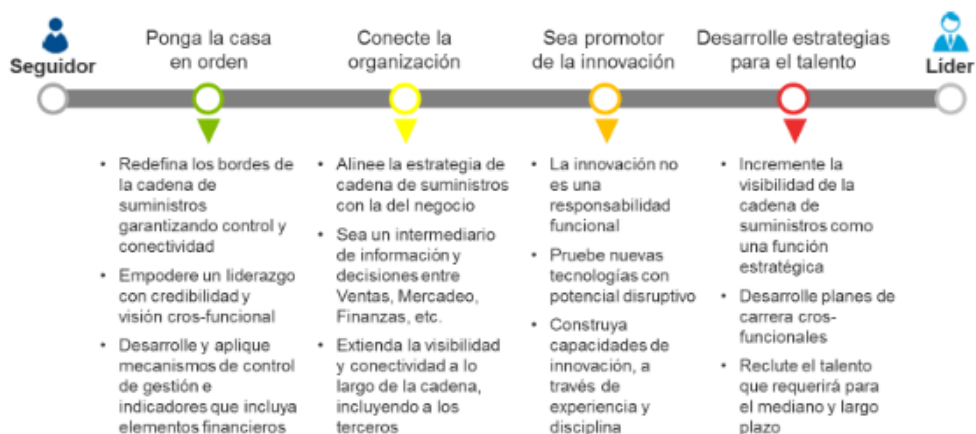 Seguidor
Ponga la casa
en orden
Conecte la
organización
Sea promotor
de la innovación
Desarrolle estrategias
para el talento
Líder
• Redefina los bordes de
la cadena de
suministros
garantizando control y
conectividad
• Empodere un liderazgo
con credibilidad y
visión cros-funcional
• Desarrolle y aplique
mecanismos de control
de gestión e
indicadores que incluya
elementos financieros
• Alinee la estrategia de
cadena de suministros
con la del negocio
• Sea un intermediario
de información y
decisiones entre
Ventas, Mercadeo,
Finanzas, etc.
• Extienda la visibilidad
y conectividad a lo
largo de la cadena,
incluyendo a los
terceros
• La innovación no
es una
responsabilidad
funcional
• Pruebe nuevas
tecnologías con
potencial disruptivo
• Construya
capacidades de
innovación, a
través de
experiencia y
disciplina
• Incremente la
visibilidad de la
cadena de
suministros como
una función
estratégica
• Desarrolle planes de
carrera cros-
funcionales
• Reclute el talento
que requerirá para
el mediano y largo
plazo